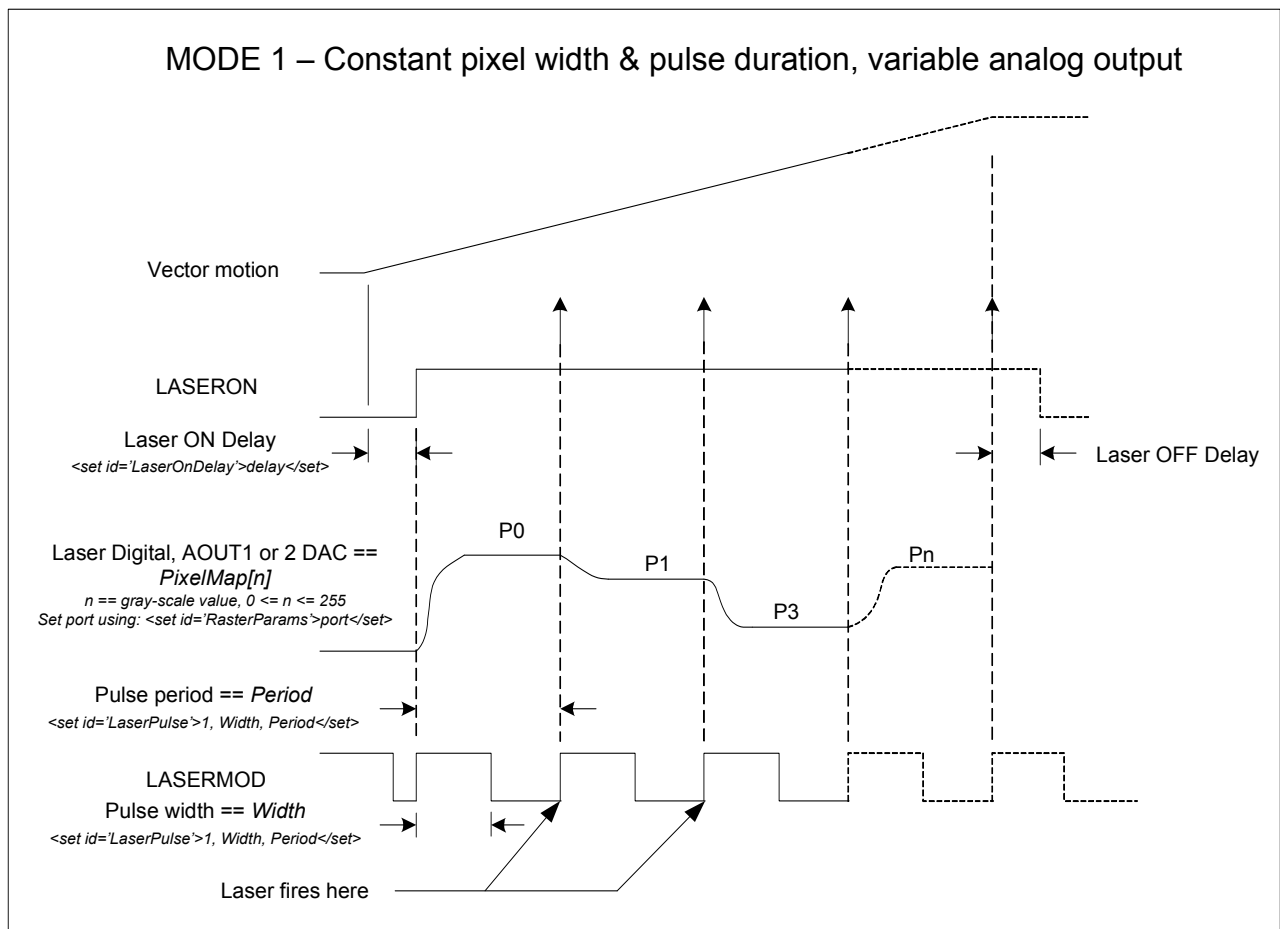 MODE 1 – Constant pixel width & pulse duration, variable analog output
Vector motion
LASERON
Laser ON Delay
<set id='LaserOnDelay'>delay</set>
Laser OFF Delay
P0
P1
P3
Pn
Laser Digital, AOUT1 or 2 DAC ==
PixelMap[n]
n == gray-scale value, 0 <= n <= 255
Set port using: <set id='RasterParams'>port</set>
Pulse period == Period
<set id='LaserPulse'>1, Width, Period</set>
LASERMOD
Pulse width == Width
<set id='LaserPulse'>1, Width, Period</set>
Laser fires here